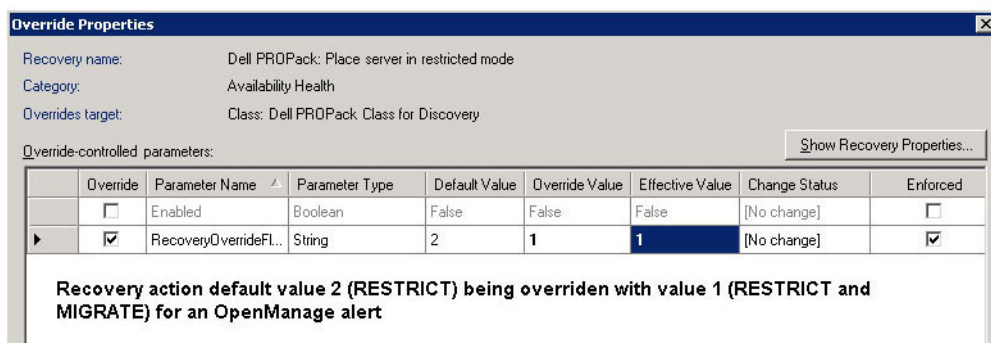 Override Properties
Recovery name: Dell PROPack: Place server in restricted mode
Category: Availability Health
Overrides target: Class: Dell PROPack Class for Discovery
Override-controlled parameters: Show Recovery Properties...
Override Parameter Name Parameter Type Default Value Override Value Effective Value Change Status Enforced
Enabled Boolean False False False [No change]
RecoveryOverrideFl... String 2 1 1 [No change]
Recovery action default value 2 (RESTRICT) being overriden with value 1 (RESTRICT and
MIGRATE) for an OpenManage alert